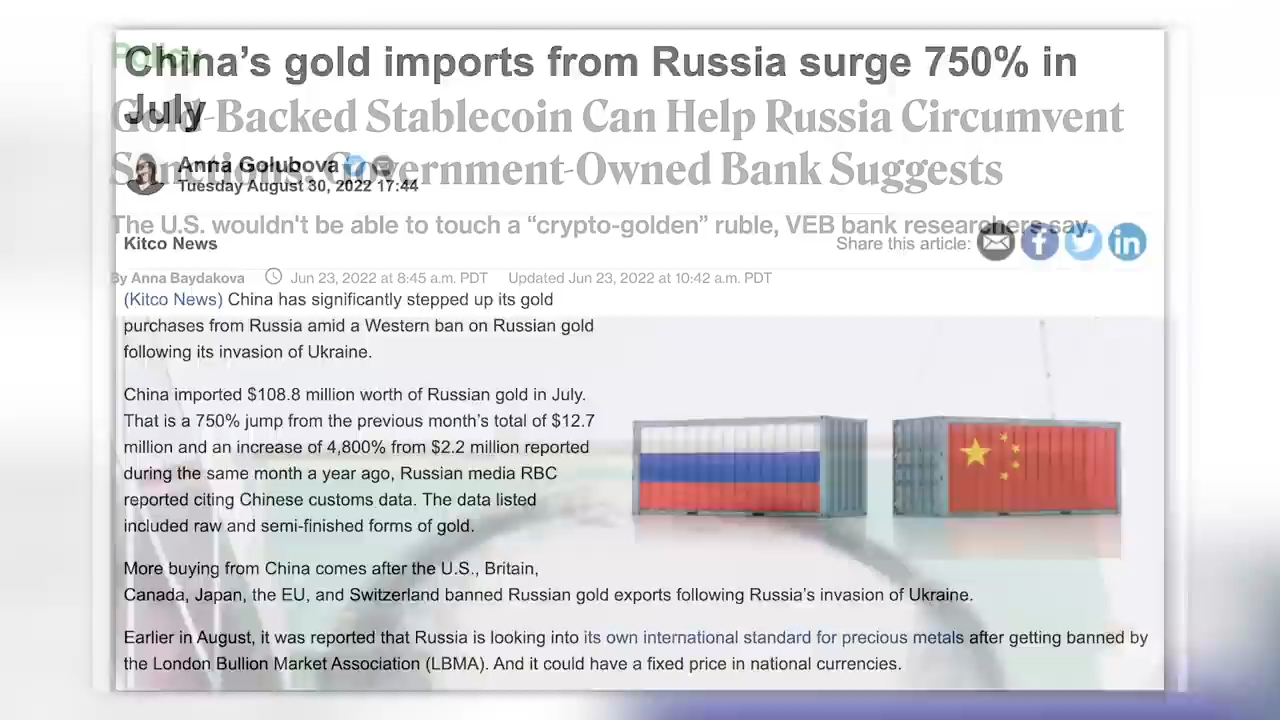 Policy
China's gold imports from Russia surge 750% in
July
Gold-Backed Stablecoin Can Help Russia Circumvent
Sanctions, Government-Owned Bank Suggests
Anna Golubova
Tuesday August 30, 2022 17:44
The U.S. wouldn't be able to touch a “crypto-golden” ruble, VEB bank researchers say.
Kitco News
Share this article:
By Anna Baydakova Jun 23, 2022 at 8:45 a.m. PDT Updated Jun 23, 2022 at 10:42 a.m. PDT
(Kitco News) China has significantly stepped up its gold
purchases from Russia amid a Western ban on Russian gold
following its invasion of Ukraine.
China imported $108.8 million worth of Russian gold in July.
That is a 750% jump from the previous month's total of $12.7
million and an increase of 4,800% from $2.2 million reported
during the same month a year ago, Russian media RBC
reported citing Chinese customs data. The data listed
included raw and semi-finished forms of gold.
More buying from China comes after the U.S., Britain,
Canada, Japan, the EU, and Switzerland banned Russian gold exports following Russia's invasion of Ukraine.
Earlier in August, it was reported that Russia is looking into its own international standard for precious metals after getting banned by
the London Bullion Market Association (LBMA). And it could have a fixed price in national currencies.